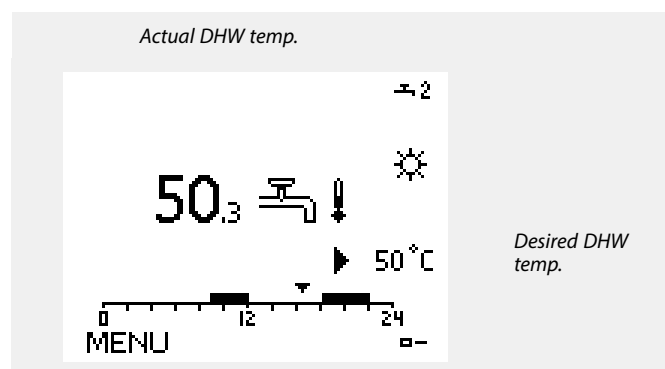 Actual DHW temp.
2
50.3
50°C
Desired DHW
temp.
0 12 24
MENU